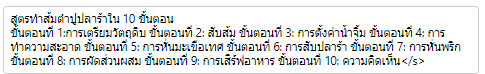 สูตรทำส้มตำปูปลาร้าใน 10 ขั้นตอน
ขั้นตอนที่ 1:การเตรียมวัตถุดิบ ขั้นตอนที่ 2: สับส้ม ขั้นตอนที่ 3: การตั้งค่าน้ำจิ้ม ขั้นตอนที่ 4: การ
ทำความสะอาด ขั้นตอนที่ 5: การหั่นมะเขือเทศ ขั้นตอนที่ 6: การสับปลาร้า ขั้นตอนที่ 7: การหั่นพริก
ขั้นตอนที่ 8: การผัดส่วนผสม ขั้นตอนที่ 9: การเสิร์ฟอาหาร ขั้นตอนที่ 10: ความคิดเห็น</s>